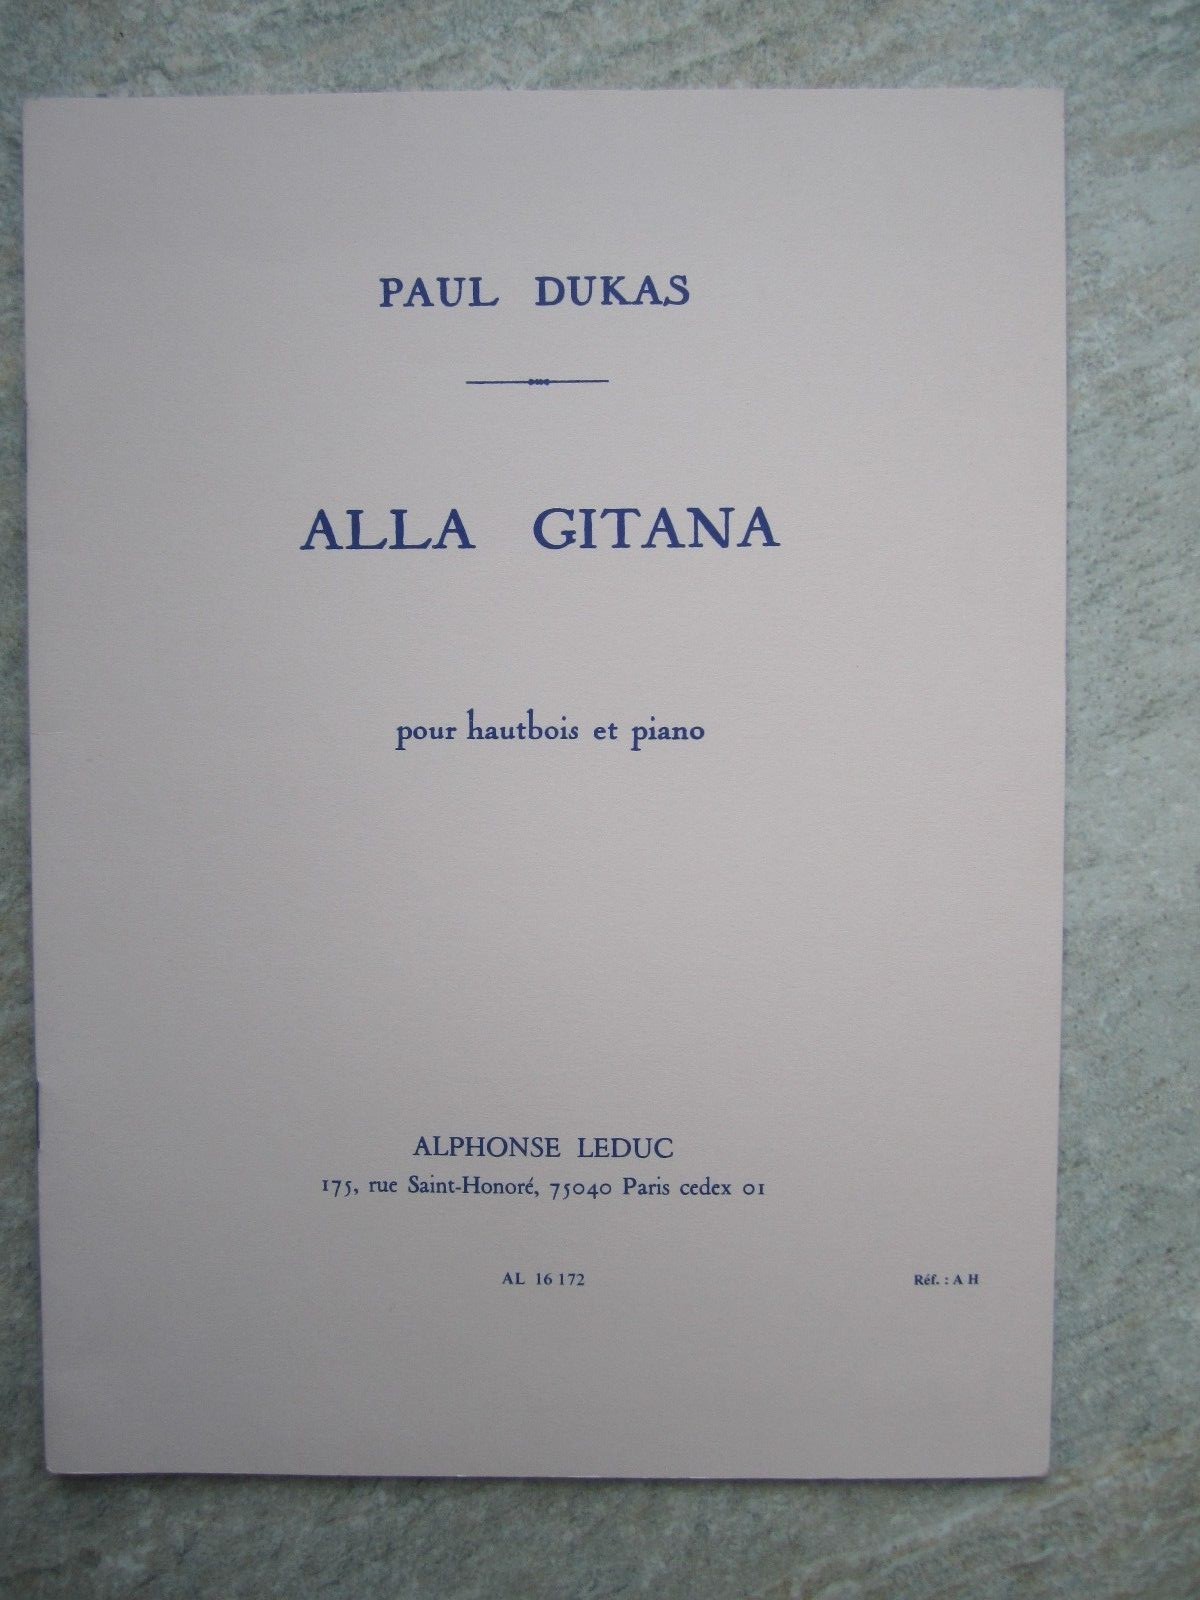 PAUL DUKAS
ALLA GITANA
pour hautbois et piano
ALPHONSE LEDUC
175, rue Saint-Honoré, 75040 Paris cedex 01
AL 16 172
Réf. : A H